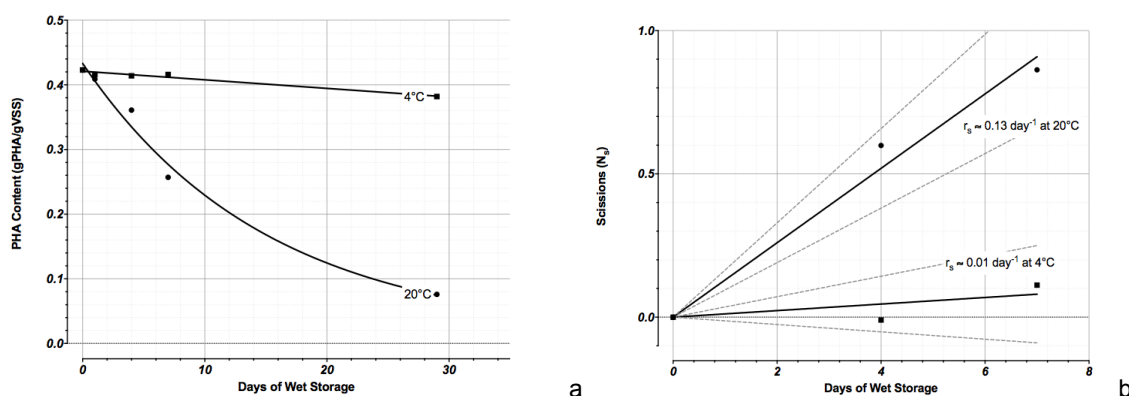 0.5
0.4
0.3
0.2
0.1
0.0
PHA Content (gPHA/gVSS)
4°C
20°C
0
10
20
30
Days of Wet Storage
a
1.0
0.5
0.0
Scissions (Ns)
rs ≈ 0.13 day-1 at 20°C
rs ≈ 0.01 day-1 at 4°C
0
2
4
6
8
Days of Wet Storage
b